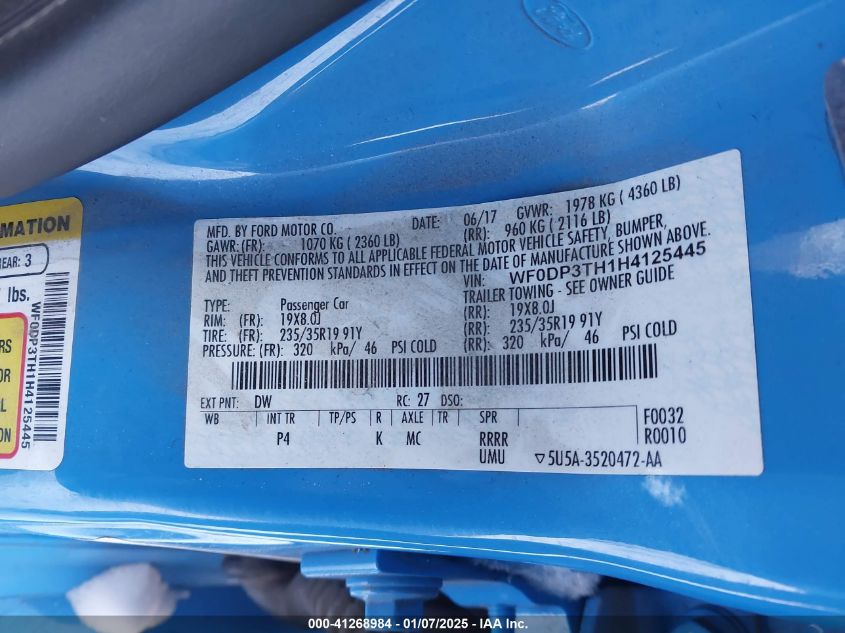 Ford
MATION
REAR: 3
lbs.
RS
OR
AL
ON
WF0DP3TH1H4125445
MFD. BY FORD MOTOR CO.
DATE: 06/17 GVWR: 1978 KG ( 4360 LB)
GAWR: (FR): 1070 KG ( 2360 LB) (RR): 960 KG ( 2116 LB)
THIS VEHICLE CONFORMS TO ALL APPLICABLE FEDERAL MOTOR VEHICLE SAFETY, BUMPER,
AND THEFT PREVENTION STANDARDS IN EFFECT ON THE DATE OF MANUFACTURE SHOWN ABOVE.
VIN: WF0DP3TH1H4125445
TYPE: Passenger Car TRAILER TOWING - SEE OWNER GUIDE
RIM: (FR): 19X8.0J (RR): 19X8.0J
TIRE: (FR): 235/35R19 91Y (RR): 235/35R19 91Y
PRESSURE: (FR): 320 kPa/ 46 PSI COLD (RR): 320 kPa/ 46 PSI COLD
EXT PNT: DW RC: 27 DSO:
WB INT TR TP/PS R AXLE TR SPR F0032
P4 K MC RRRR R0010
UMU ▽5U5A-3520472-AA
000-41268984 - 01/07/2025 - IAA Inc.